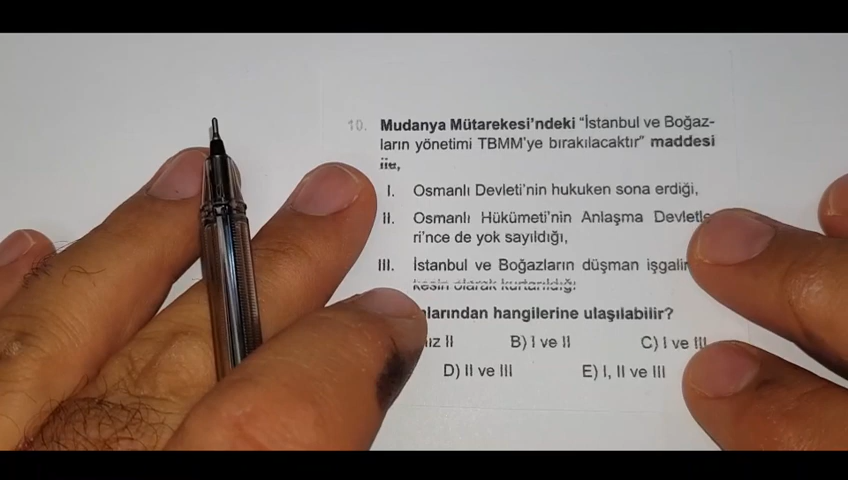 10. Mudanya Mütarekesi'ndeki "İstanbul ve Boğaz-
ların yönetimi TBMM'ye bırakılacaktır" maddesi
ile,
I. Osmanlı Devleti'nin hukuken sona erdiği,
II. Osmanlı Hükümeti'nin Anlaşma Devletle
ri'nce de yok sayıldığı,
III. İstanbul ve Boğazların düşman işgalin
kesin olarak kurtarıldığı
larından hangilerine ulaşılabilir?
ız II B) I ve II C) I ve III
D) II ve III E) I, II ve III